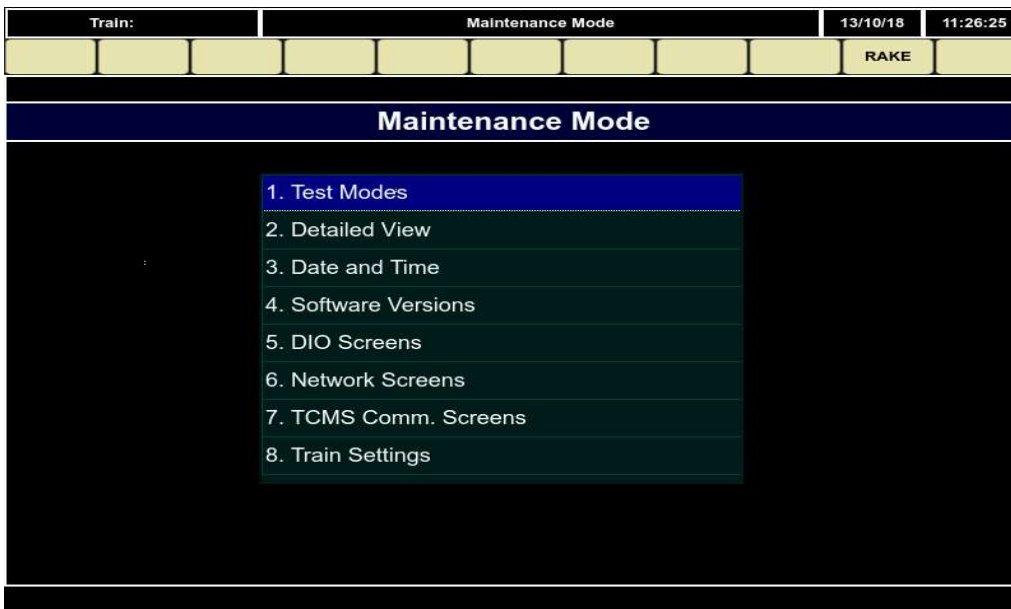 Train: Maintenance Mode 13/10/18 11:26:25
RAKE
Maintenance Mode
1. Test Modes
2. Detailed View
3. Date and Time
4. Software Versions
5. DIO Screens
6. Network Screens
7. TCMS Comm. Screens
8. Train Settings